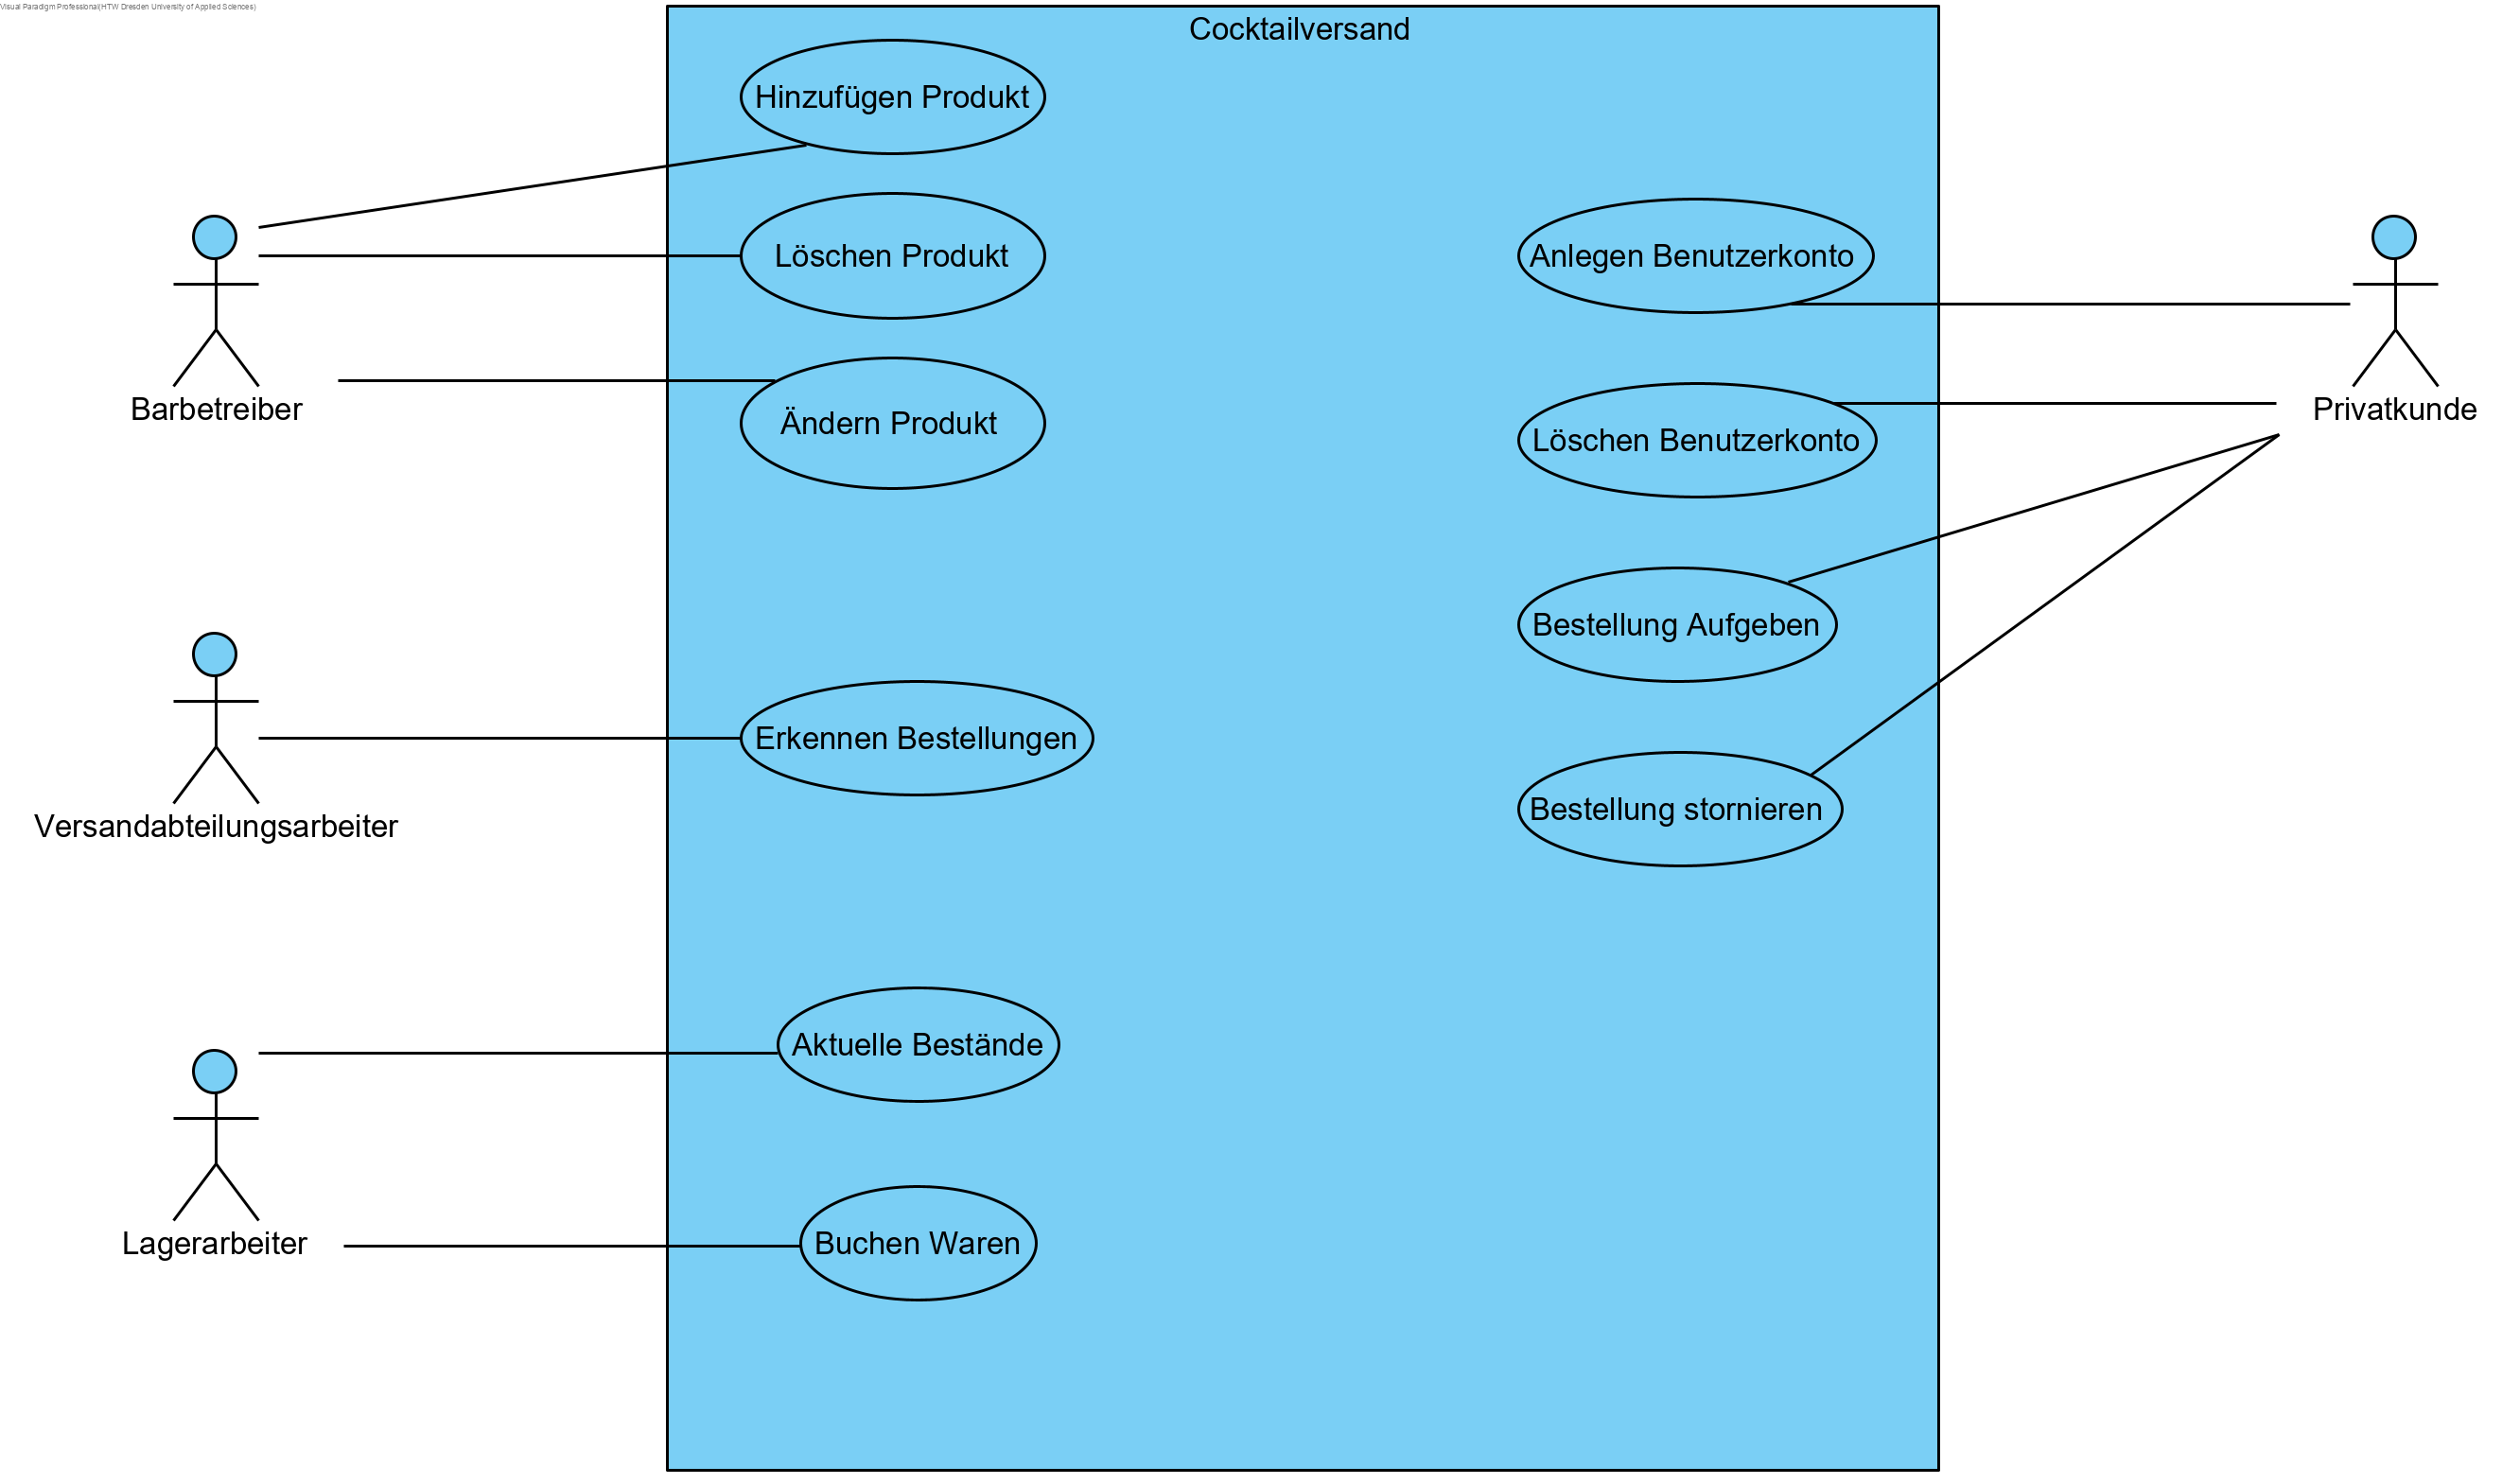 Visual Paradigm Professional(HTW Dresden University of Applied Sciences)
Cocktailversand
Hinzufügen Produkt
Löschen Produkt
Anlegen Benutzerkonto
Barbetreiber
Ändern Produkt
Privatkunde
Löschen Benutzerkonto
Bestellung Aufgeben
Erkennen Bestellungen
Versandabteilungsarbeiter
Bestellung stornieren
Aktuelle Bestände
Lagerarbeiter
Buchen Waren